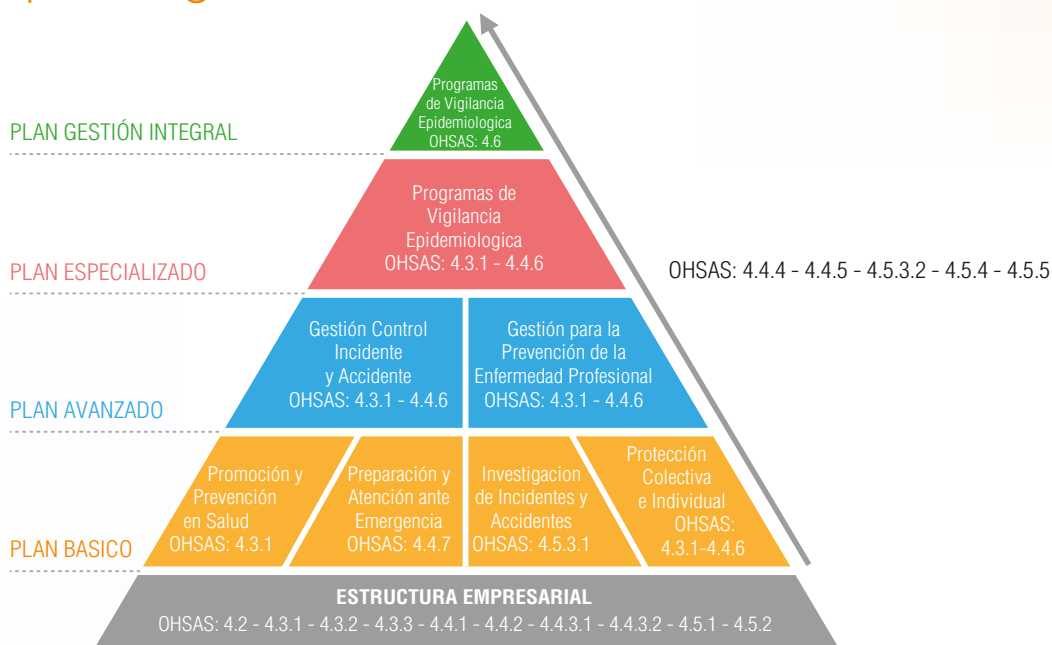 Programas
de Vigilancia
Epidemiologica
OHSAS: 4.6
PLAN GESTIÓN INTEGRAL
Programas de
Vigilancia
Epidemiologica
OHSAS: 4.3.1 - 4.4.6
PLAN ESPECIALIZADO
OHSAS: 4.4.4 - 4.4.5 - 4.5.3.2 - 4.5.4 - 4.5.5
Gestión Control
Incidente
y Accidente
OHSAS: 4.3.1 - 4.4.6
Gestión para la
Prevención de la
Enfermedad Profesional
OHSAS: 4.3.1 - 4.4.6
PLAN AVANZADO
Promoción y
Prevención
en Salud
OHSAS: 4.3.1
Preparación y
Atención ante
Emergencia
OHSAS: 4.4.7
Investigacion
de Incidentes y
Accidentes
OHSAS: 4.5.3.1
Protección
Colectiva
e Individual
OHSAS:
4.3.1-4.4.6
PLAN BASICO
ESTRUCTURA EMPRESARIAL
OHSAS: 4.2 - 4.3.1 - 4.3.2 - 4.3.3 - 4.4.1 - 4.4.2 - 4.4.3.1 - 4.4.3.2 - 4.5.1 - 4.5.2